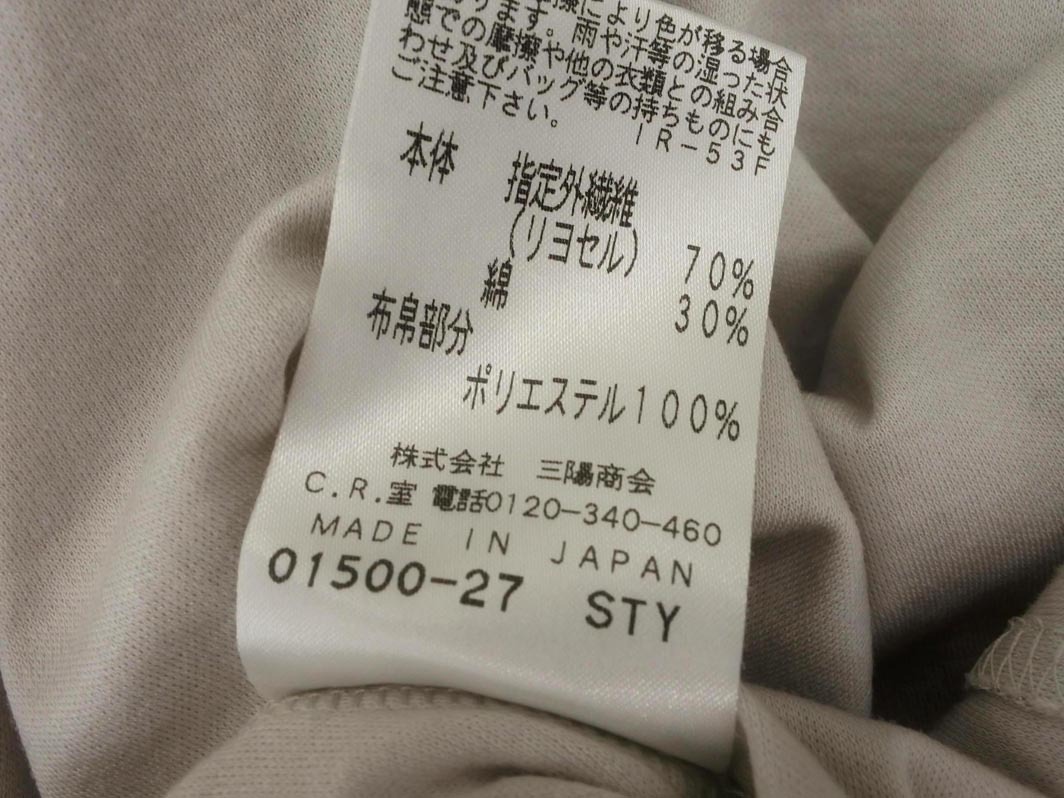 より色が移る場合
ります。雨や汗等の湿った状
態での摩擦や他の衣類との組み合
わせ及びバッグ等の持ちものにも
ご注意下さい。 IR-53F
本体 指定外繊維
(リヨセル) 70%
綿 30%
布帛部分
ポリエステル100%
株式会社 三陽商会
C.R.室 電話0120-340-460
MADE IN JAPAN
01500-27 STY